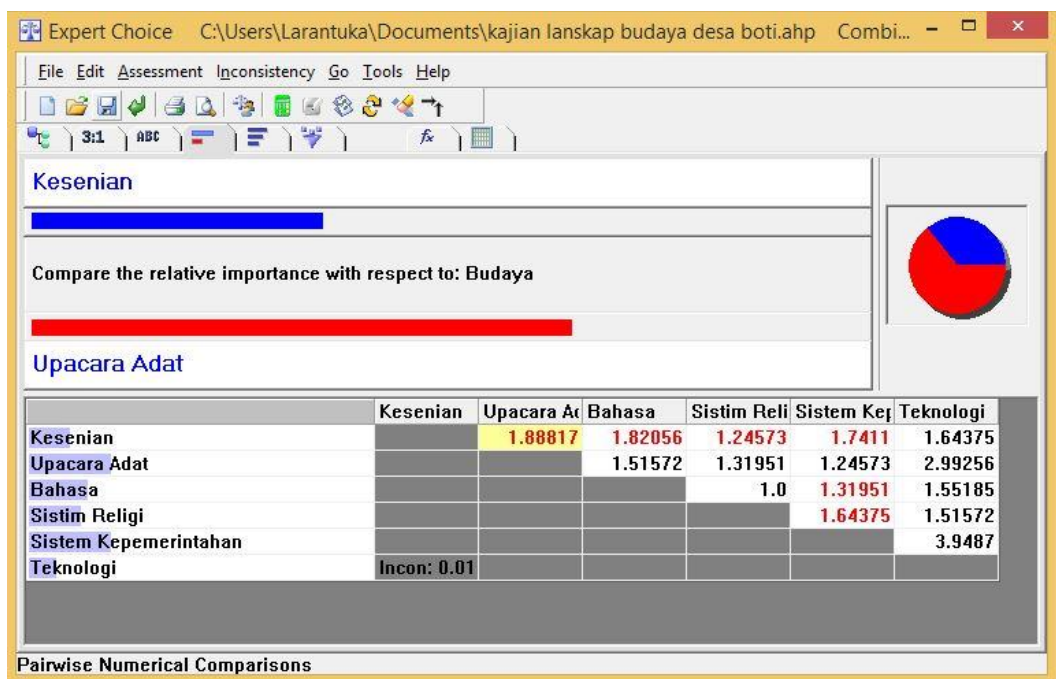 Expert Choice C:\Users\Larantuka\Documents\kajian lanskap budaya desa boti.ahp Combi...
File Edit Assessment Inconsistency Go Tools Help
3:1 ABC fx
Kesenian
Compare the relative importance with respect to: Budaya
Upacara Adat
Kesenian Upacara Ac Bahasa Sistim Reli Sistem Kep Teknologi
Kesenian 1.88817 1.82056 1.24573 1.7411 1.64375
Upacara Adat 1.51572 1.31951 1.24573 2.99256
Bahasa 1.0 1.31951 1.55185
Sistim Religi 1.64375 1.51572
Sistem Kepemerintahan 3.9487
Teknologi Incon: 0.01
Pairwise Numerical Comparisons